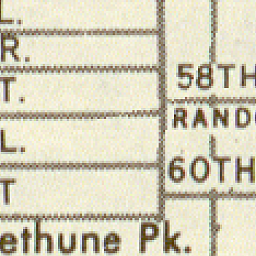 L.
R.
58TH
T.
RANDO
L.
60TH
T
ethune Pk.